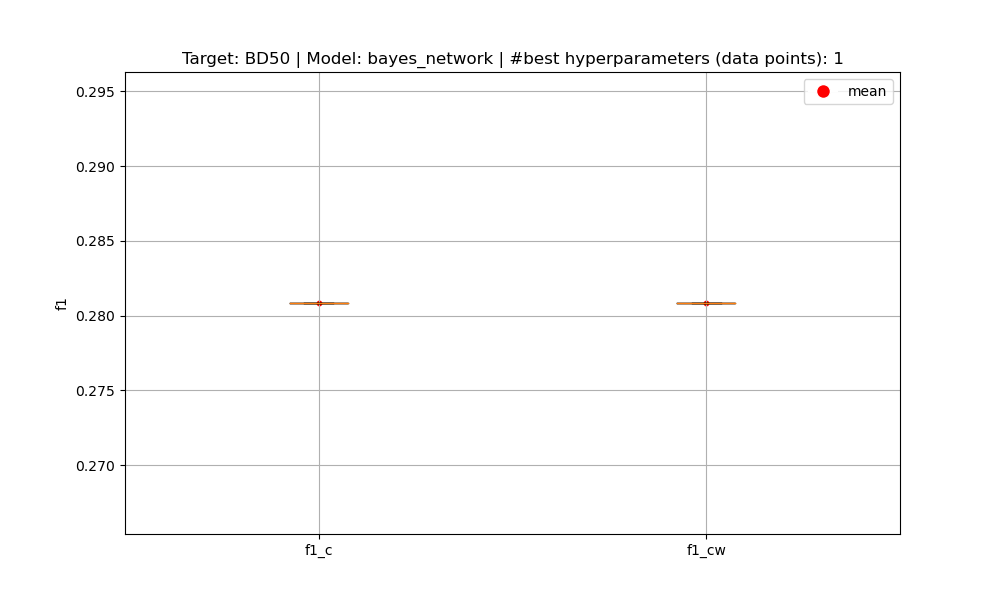 Target: BD50 | Model: bayes_network | #best hyperparameters (data points): 1
mean
0.295
0.290
0.285
0.280
0.275
0.270
f1
f1_c
f1_cw